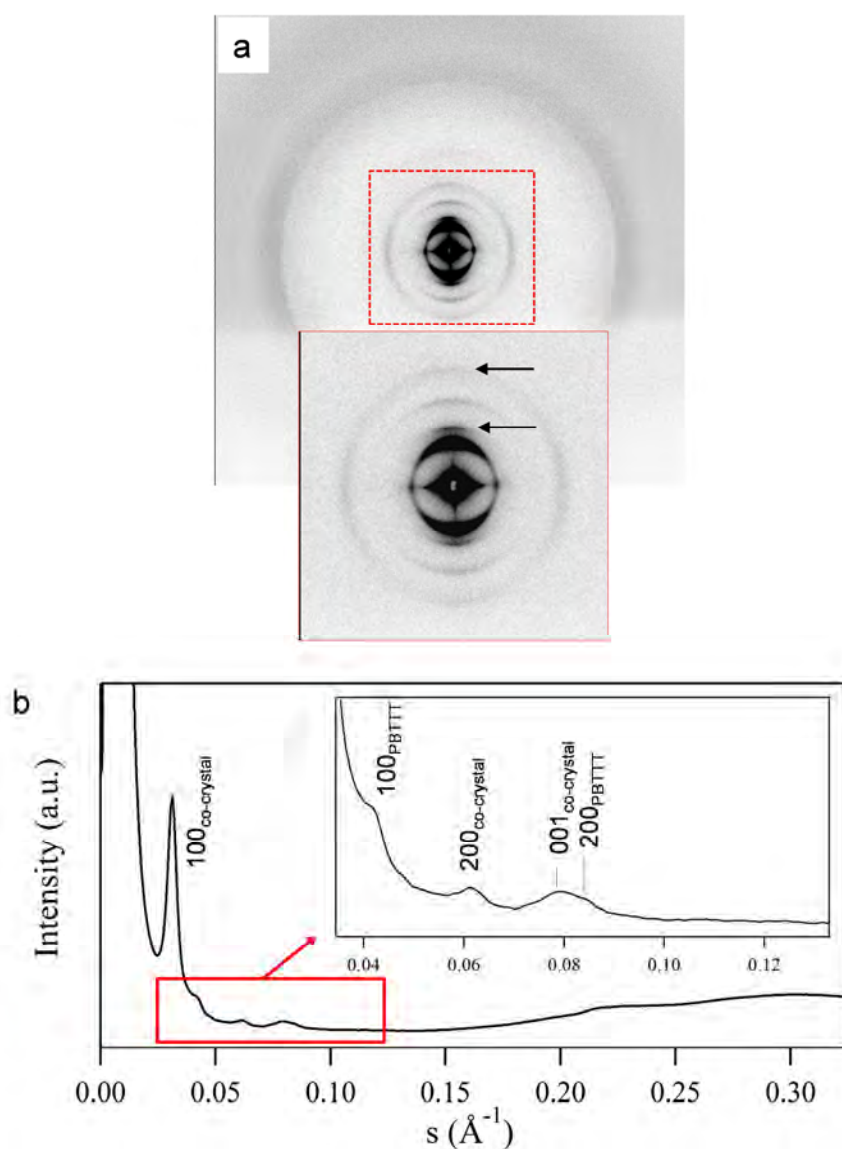 a
b
Intensity (a.u.)
100co-crystal
100PBTTT
200co-crystal
001co-crystal
200PBTTT
0.04 0.06 0.08 0.10 0.12
0.00 0.05 0.10 0.15 0.20 0.25 0.30
s (Å⁻¹)